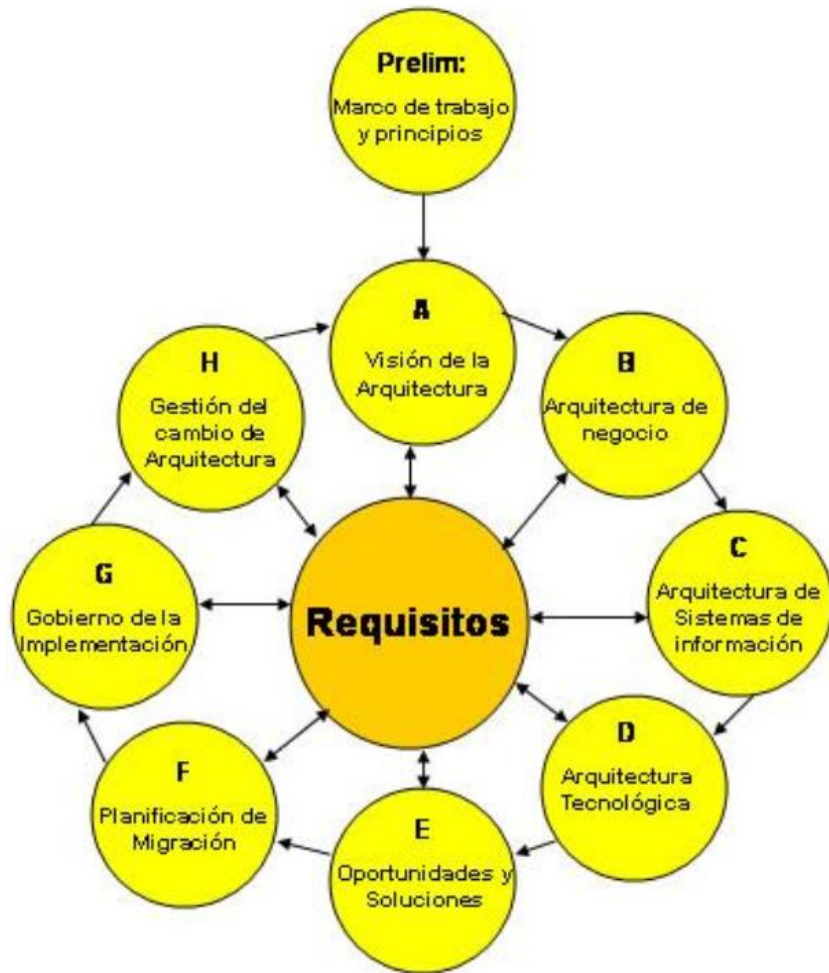 Prelim:
Marco de trabajo
y principios
A
Visión de la
Arquitectura
B
Arquitectura de
negocio
C
Arquitectura de
Sistemas de
información
D
Arquitectura
Tecnológica
E
Oportunidades y
Soluciones
F
Planificación de
Migración
G
Gobierno de la
Implementación
H
Gestión del
cambio de
Arquitectura
Requisitos